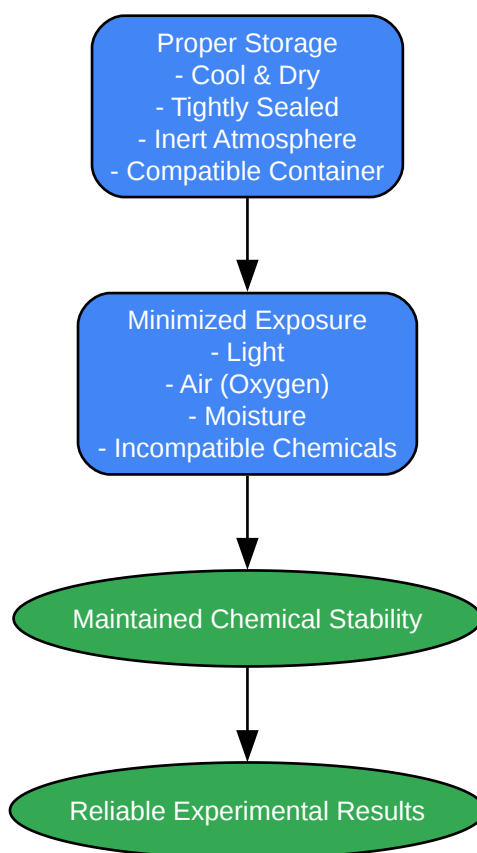 Proper Storage
- Cool & Dry
- Tightly Sealed
- Inert Atmosphere
- Compatible Container
Minimized Exposure
- Light
- Air (Oxygen)
- Moisture
- Incompatible Chemicals
Maintained Chemical Stability
Reliable Experimental Results